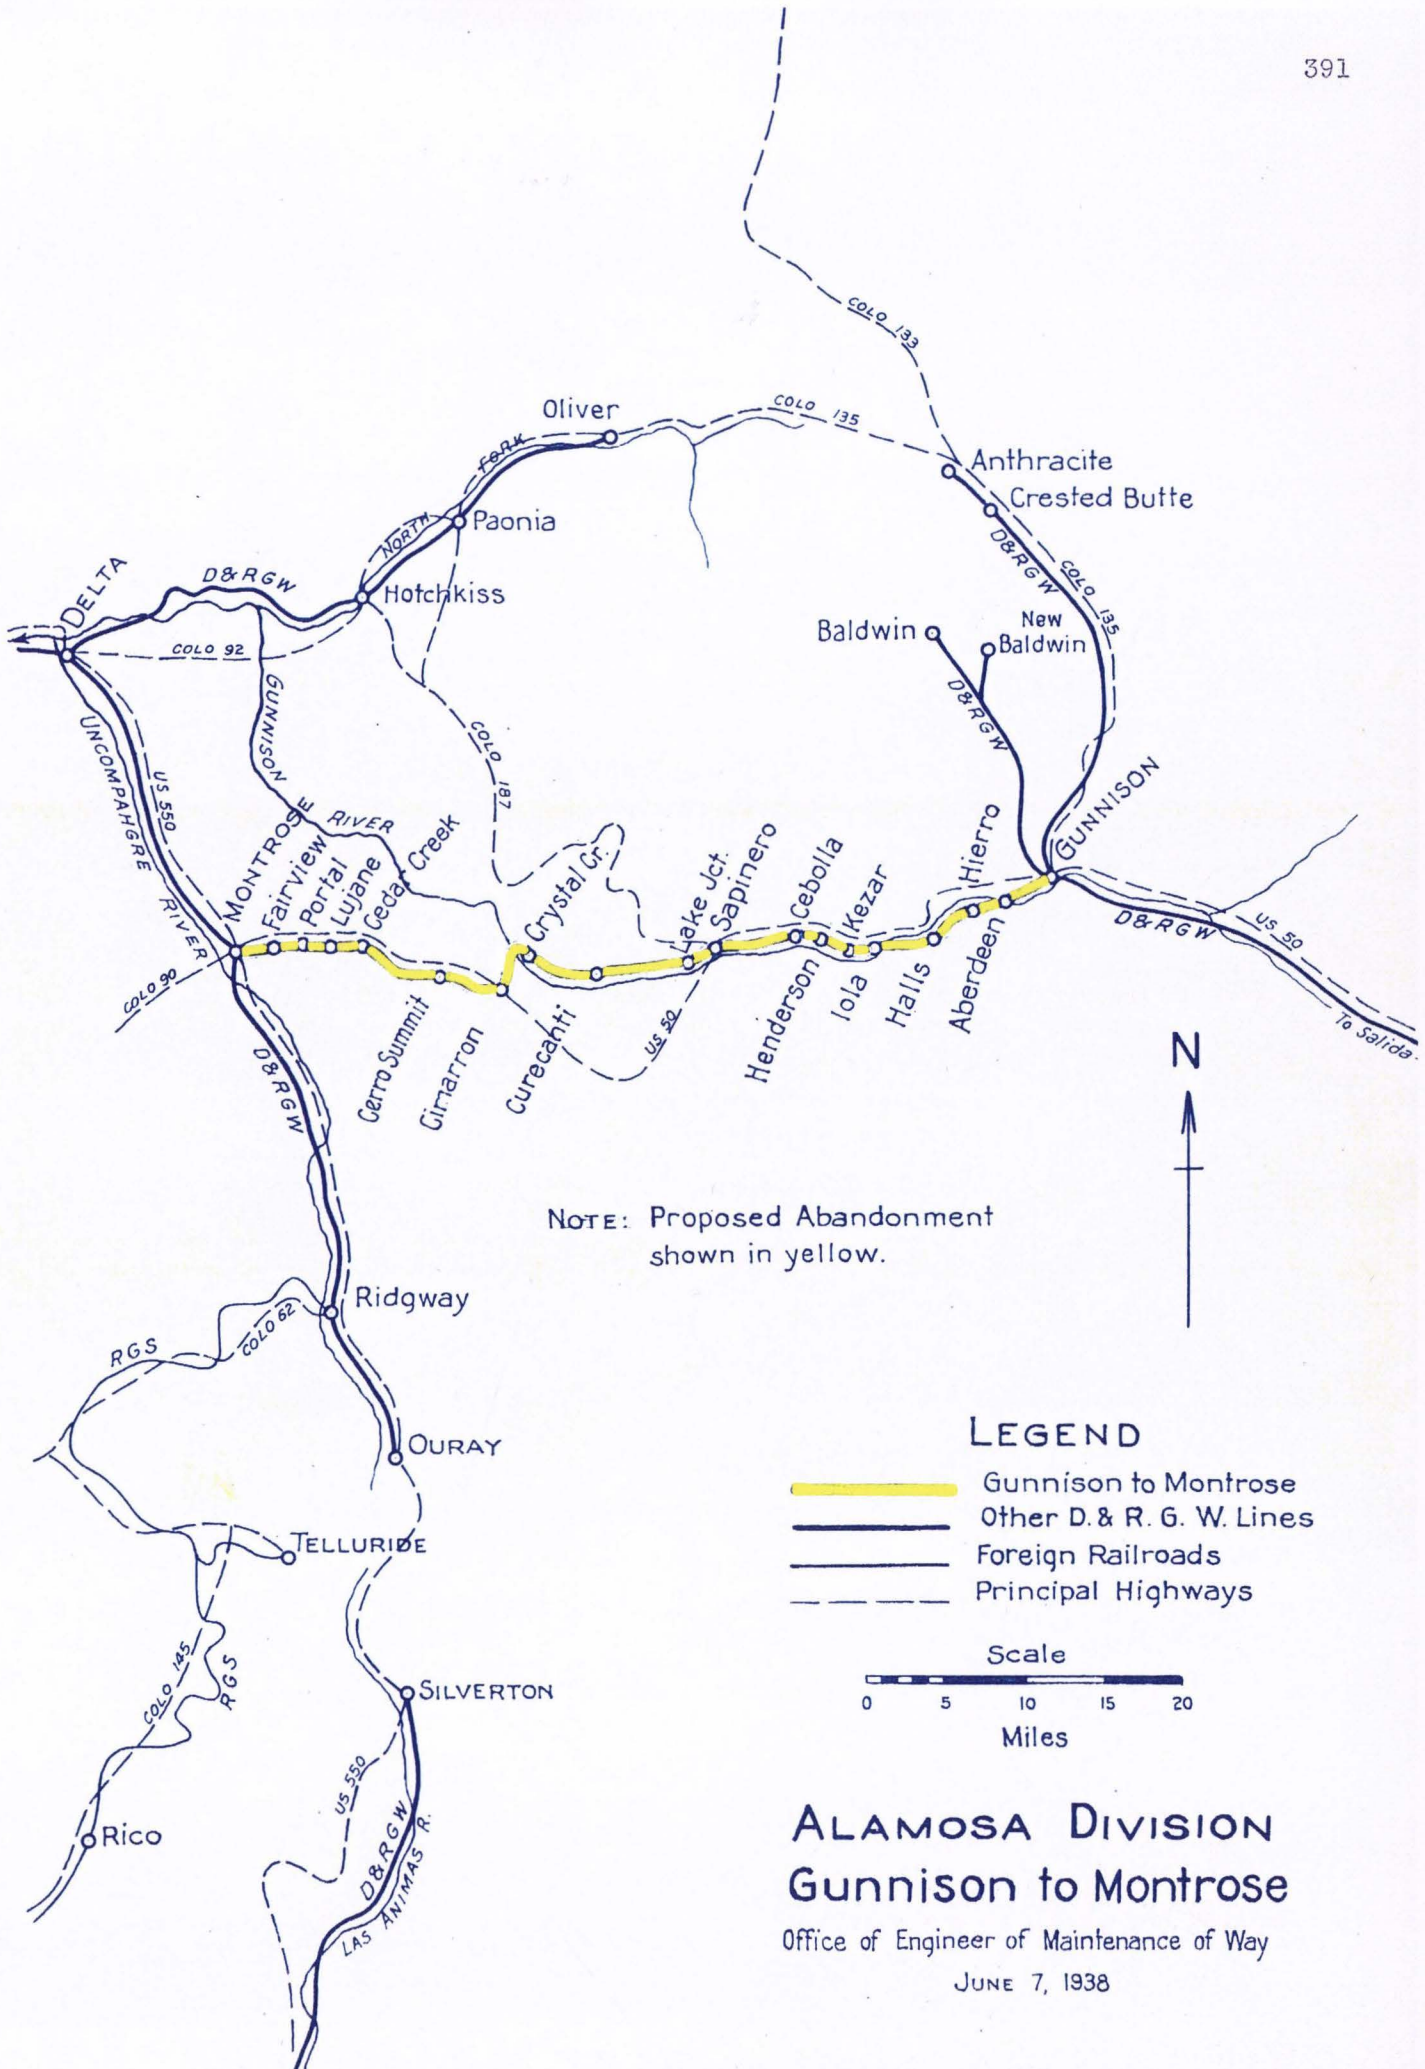 391
COLO 133
Oliver
COLO 135
FORK
Anthracite
Crested Butte
NORTH
Paonia
D&RGW
COLO 135
DELTA
D&RGW
Hotchkiss
Baldwin
New
Baldwin
COLO 92
GUNNISON
RIVER
D&RGW
UNCOMPAHGRE
RIVER
US 550
COLO 187
GUNNISON
MONTROSE
Fairview
Portal
Lujane
Cedar Creek
Crystal Cr.
Lake Jct.
Sapinero
Cebolla
Kezar
Hierro
D&RGW
US 50
To Salida.
COLO 90
Cerro Summit
Cimarron
Curecanti
US 50
Henderson
Iola
Halls
Aberdeen
D&RGW
N
NOTE: Proposed Abandonment
shown in yellow.
Ridgway
COLO 62
RGS
OURAY
TELLURIDE
COLO 145
RGS
SILVERTON
US 550
D&RGW
LAS ANIMAS R.
Rico
LEGEND
Gunnison to Montrose
Other D. & R. G. W. Lines
Foreign Railroads
Principal Highways
Scale
0 5 10 15 20
Miles
ALAMOSA DIVISION
Gunnison to Montrose
Office of Engineer of Maintenance of Way
JUNE 7, 1938